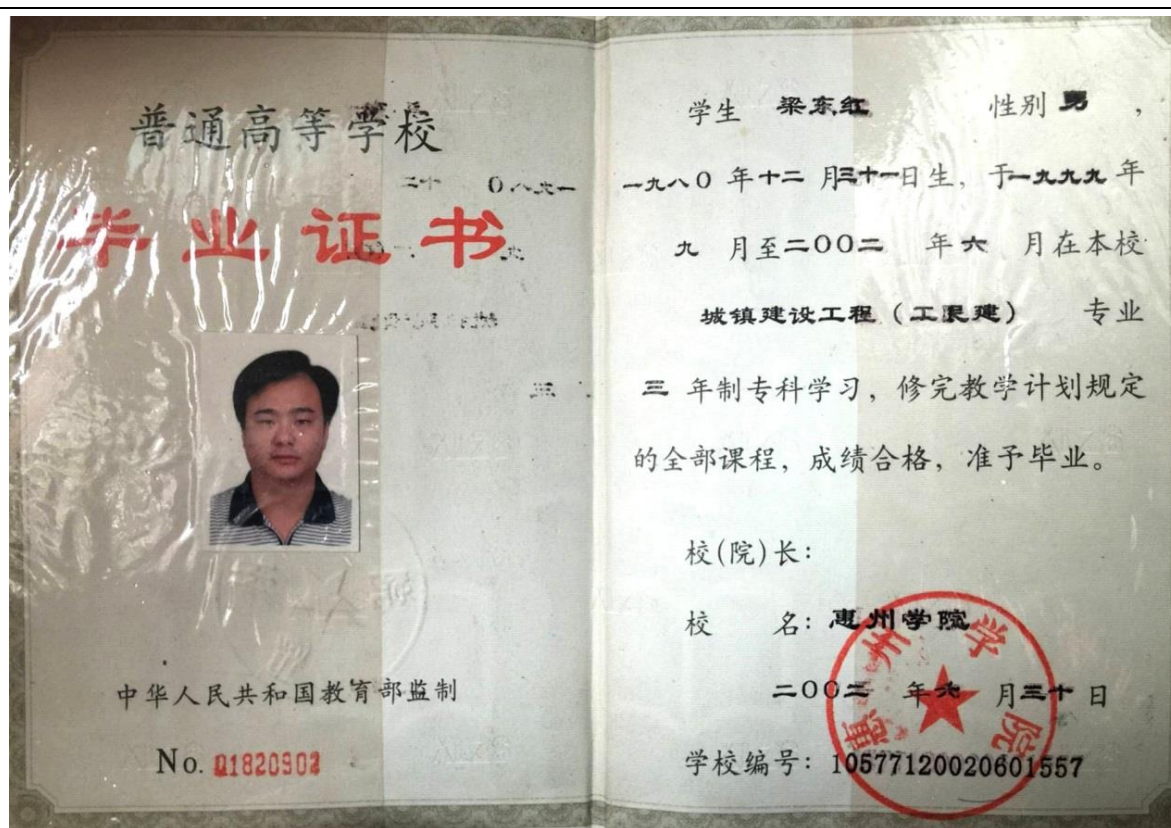 普通高等学校
毕业证书
中华人民共和国教育部监制
No. 01820902
学生 梁东红 性别 男 ,
一九八0 年十二 月三十一日生, 于一九九九 年
九 月至二00二 年 六 月在本校
城镇建设工程 (工民建) 专业
三 年制专科学习, 修完教学计划规定
的全部课程, 成绩合格, 准予毕业。
校(院)长:
校 名: 惠州学院
二00二 年 六 月三十日
学校编号: 10577120020601557
惠州学院